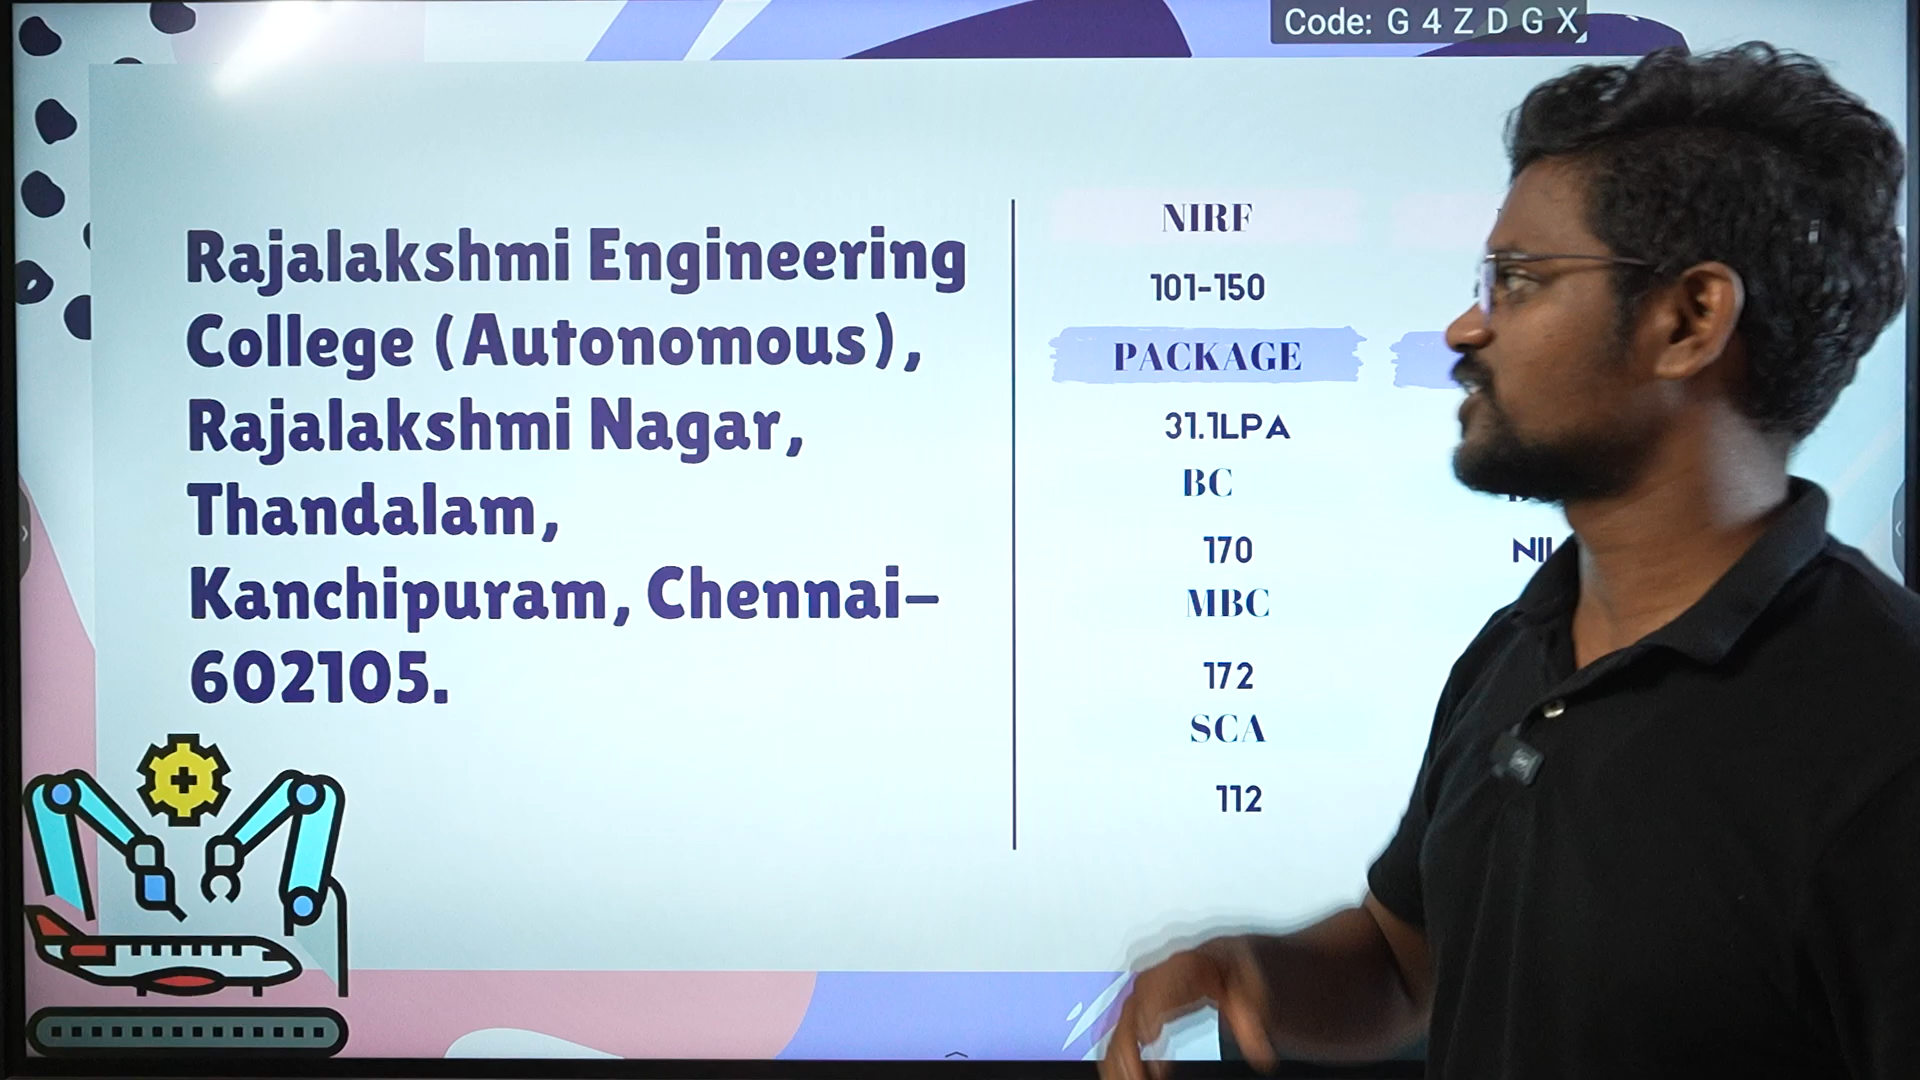 Code: G 4 Z D G X
Rajalakshmi Engineering
College (Autonomous),
Rajalakshmi Nagar,
Thandalam,
Kanchipuram, Chennai-
602105.
NIRF
101-150
PACKAGE
31.1LPA
BC
170
NIL
MBC
172
SCA
112